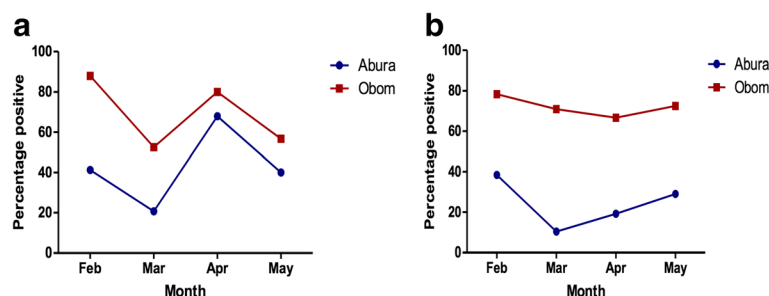 a
Percentage positive
100
80
60
40
20
0
Feb Mar Apr May
Month
Abura
Obom
b
Percentage positive
100
80
60
40
20
0
Feb Mar Apr May
Month
Abura
Obom